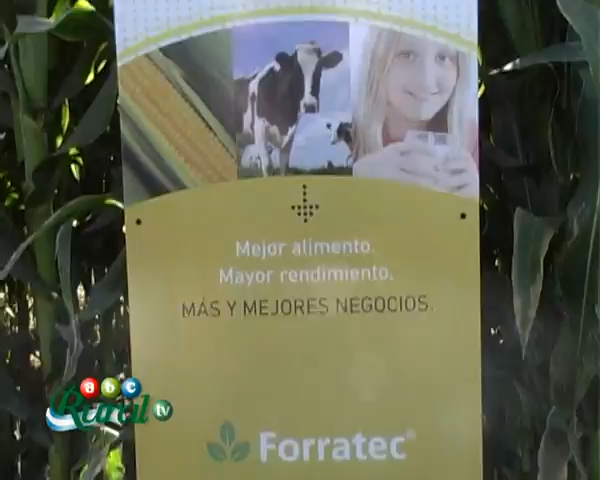 Mejor alimento.
Mayor rendimiento.
MÁS Y MEJORES NEGOCIOS.
abc
Rural tv
Forratec®